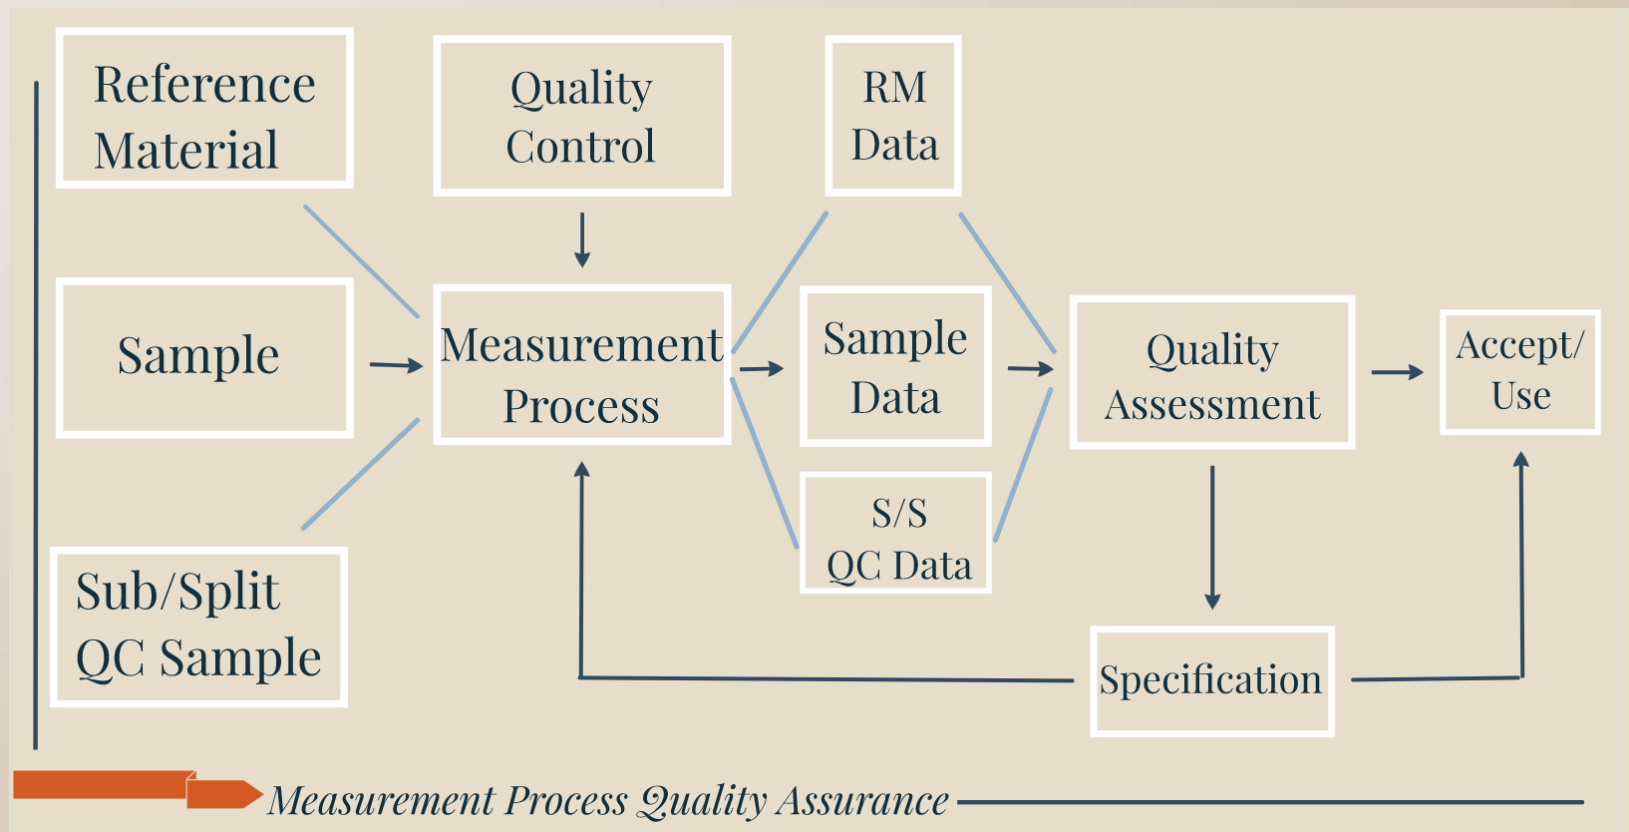 Reference
Material
Quality
Control
RM
Data
Sample
Measurement
Process
Sample
Data
Quality
Assessment
Accept/
Use
Sub/Split
QC Sample
S/S
QC Data
Specification
Measurement Process Quality Assurance